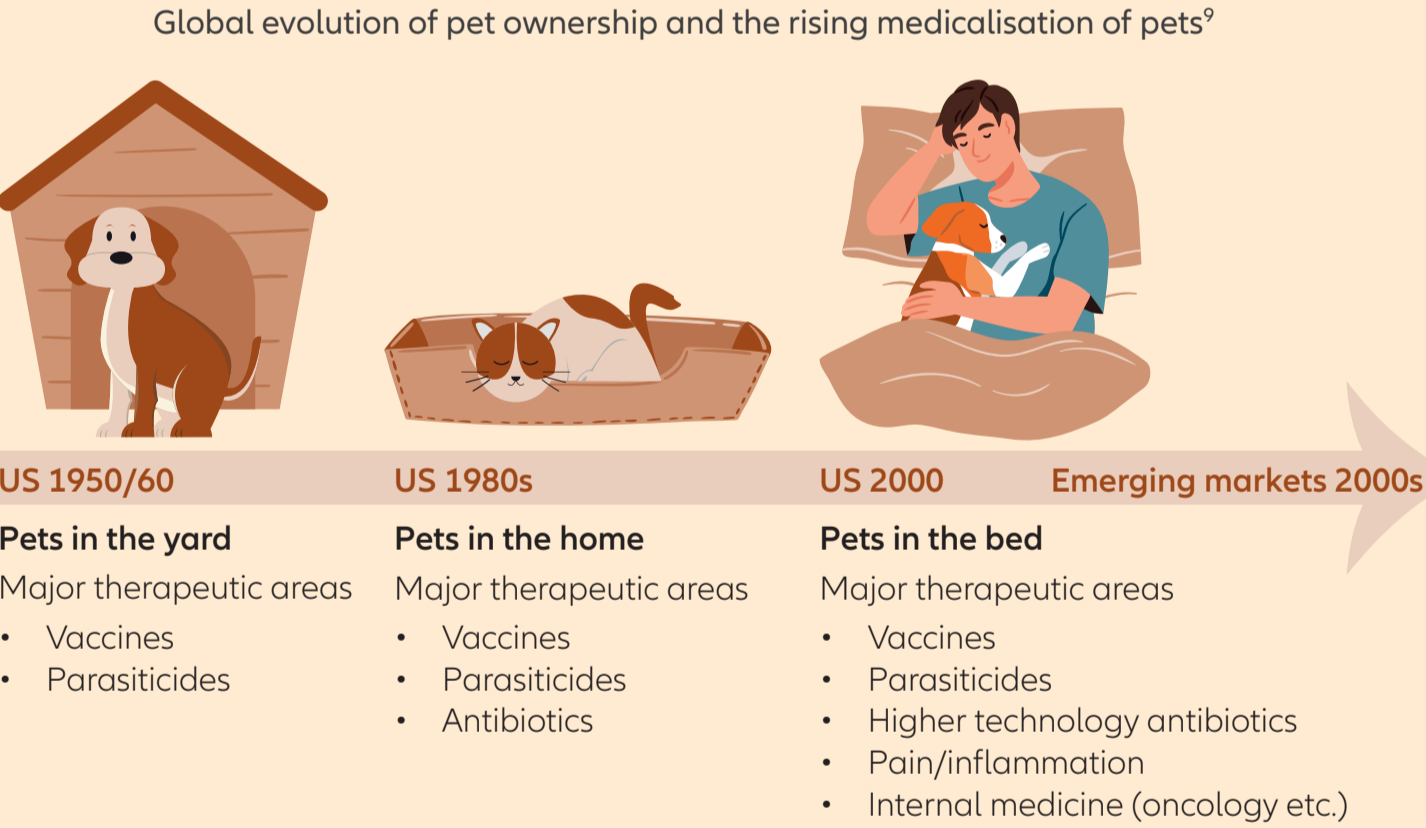 Global evolution of pet ownership and the rising medicalisation of pets⁹
US 1950/60
Pets in the yard
Major therapeutic areas
• Vaccines
• Parasiticides
US 1980s
Pets in the home
Major therapeutic areas
• Vaccines
• Parasiticides
• Antibiotics
US 2000
Emerging markets 2000s
Pets in the bed
Major therapeutic areas
• Vaccines
• Parasiticides
• Higher technology antibiotics
• Pain/inflammation
• Internal medicine (oncology etc.)